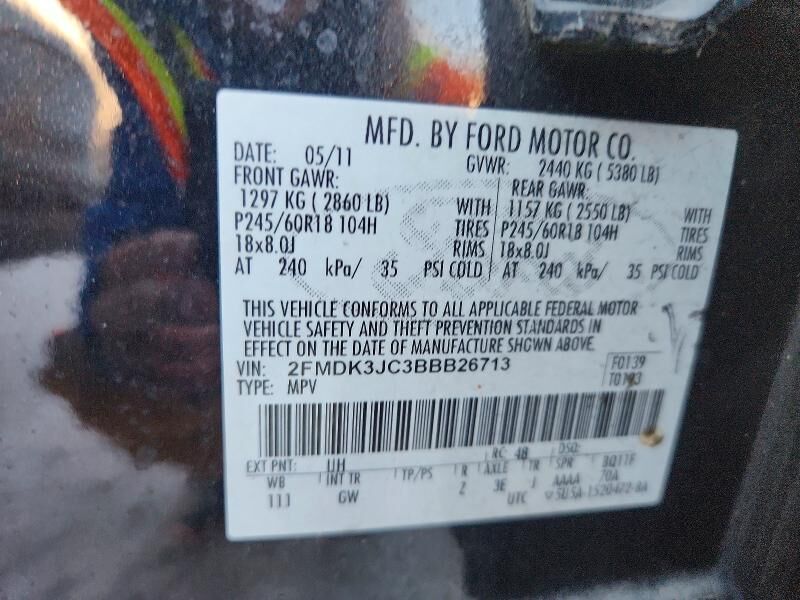 MFD. BY FORD MOTOR CO.
DATE: 05/11 GVWR: 2440 KG ( 5380 LB)
FRONT GAWR: REAR GAWR:
1297 KG ( 2860 LB) WITH 1157 KG ( 2550 LB) WITH
P245/60R18 104H TIRES P245/60R18 104H TIRES
18x8.0J RIMS 18x8.0J RIMS
AT 240 kPa/ 35 PSI COLD AT 240 kPa/ 35 PSI COLD
THIS VEHICLE CONFORMS TO ALL APPLICABLE FEDERAL MOTOR
VEHICLE SAFETY AND THEFT PREVENTION STANDARDS IN
EFFECT ON THE DATE OF MANUFACTURE SHOWN ABOVE.
VIN: 2FMDK3JC3BBB26713 F0139
TYPE: MPV
EXT PNT: UH RC: 48 DSO:
WB INT TR TP/PS R AXLE TR SPR
111 GW 2 3E J AAAA
UTC